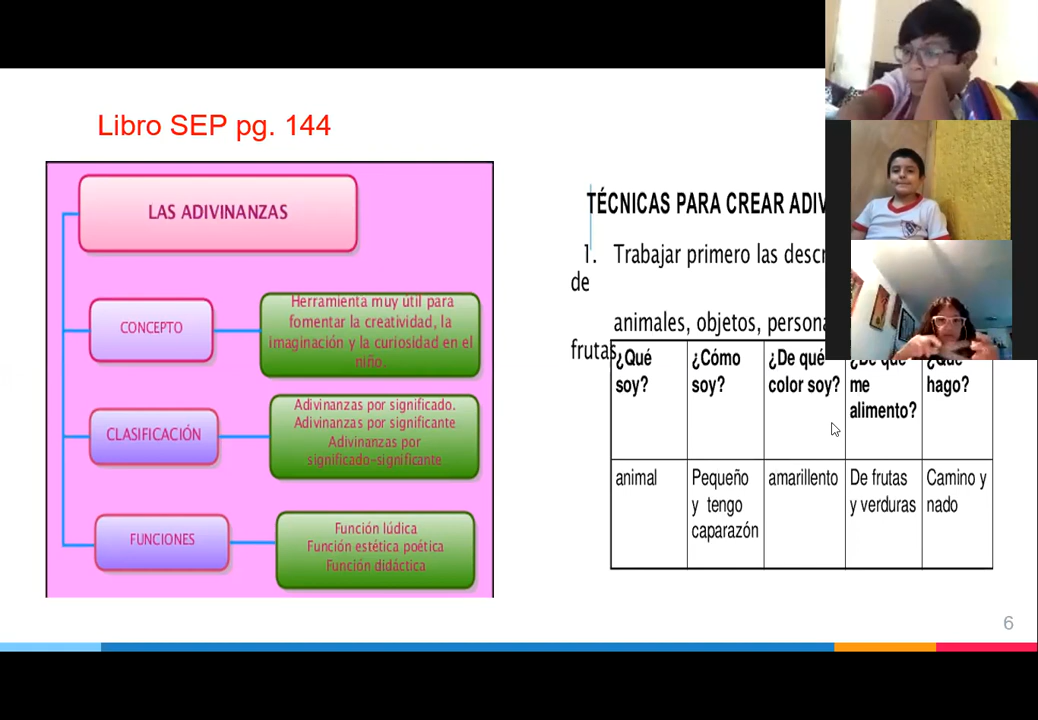 Libro SEP pg. 144
LAS ADIVINANZAS
CONCEPTO
Herramienta muy útil para
fomentar la creatividad, la
imaginación y la curiosidad en el
niño.
CLASIFICACIÓN
Adivinanzas por significado.
Adivinanzas por significante
Adivinanzas por
significado-significante
FUNCIONES
Función lúdica
Función estética poética
Función didáctica
TÉCNICAS PARA CREAR
1. Trabajar primero las
de
animales, objetos,
frutas
¿Qué
soy?
¿Cómo
soy?
¿De qué
color soy?
¿De que
me
alimento?
¿Qué
hago?
animal
Pequeño
y tengo
caparazón
amarillento
De frutas
y verduras
Camino y
nado
6